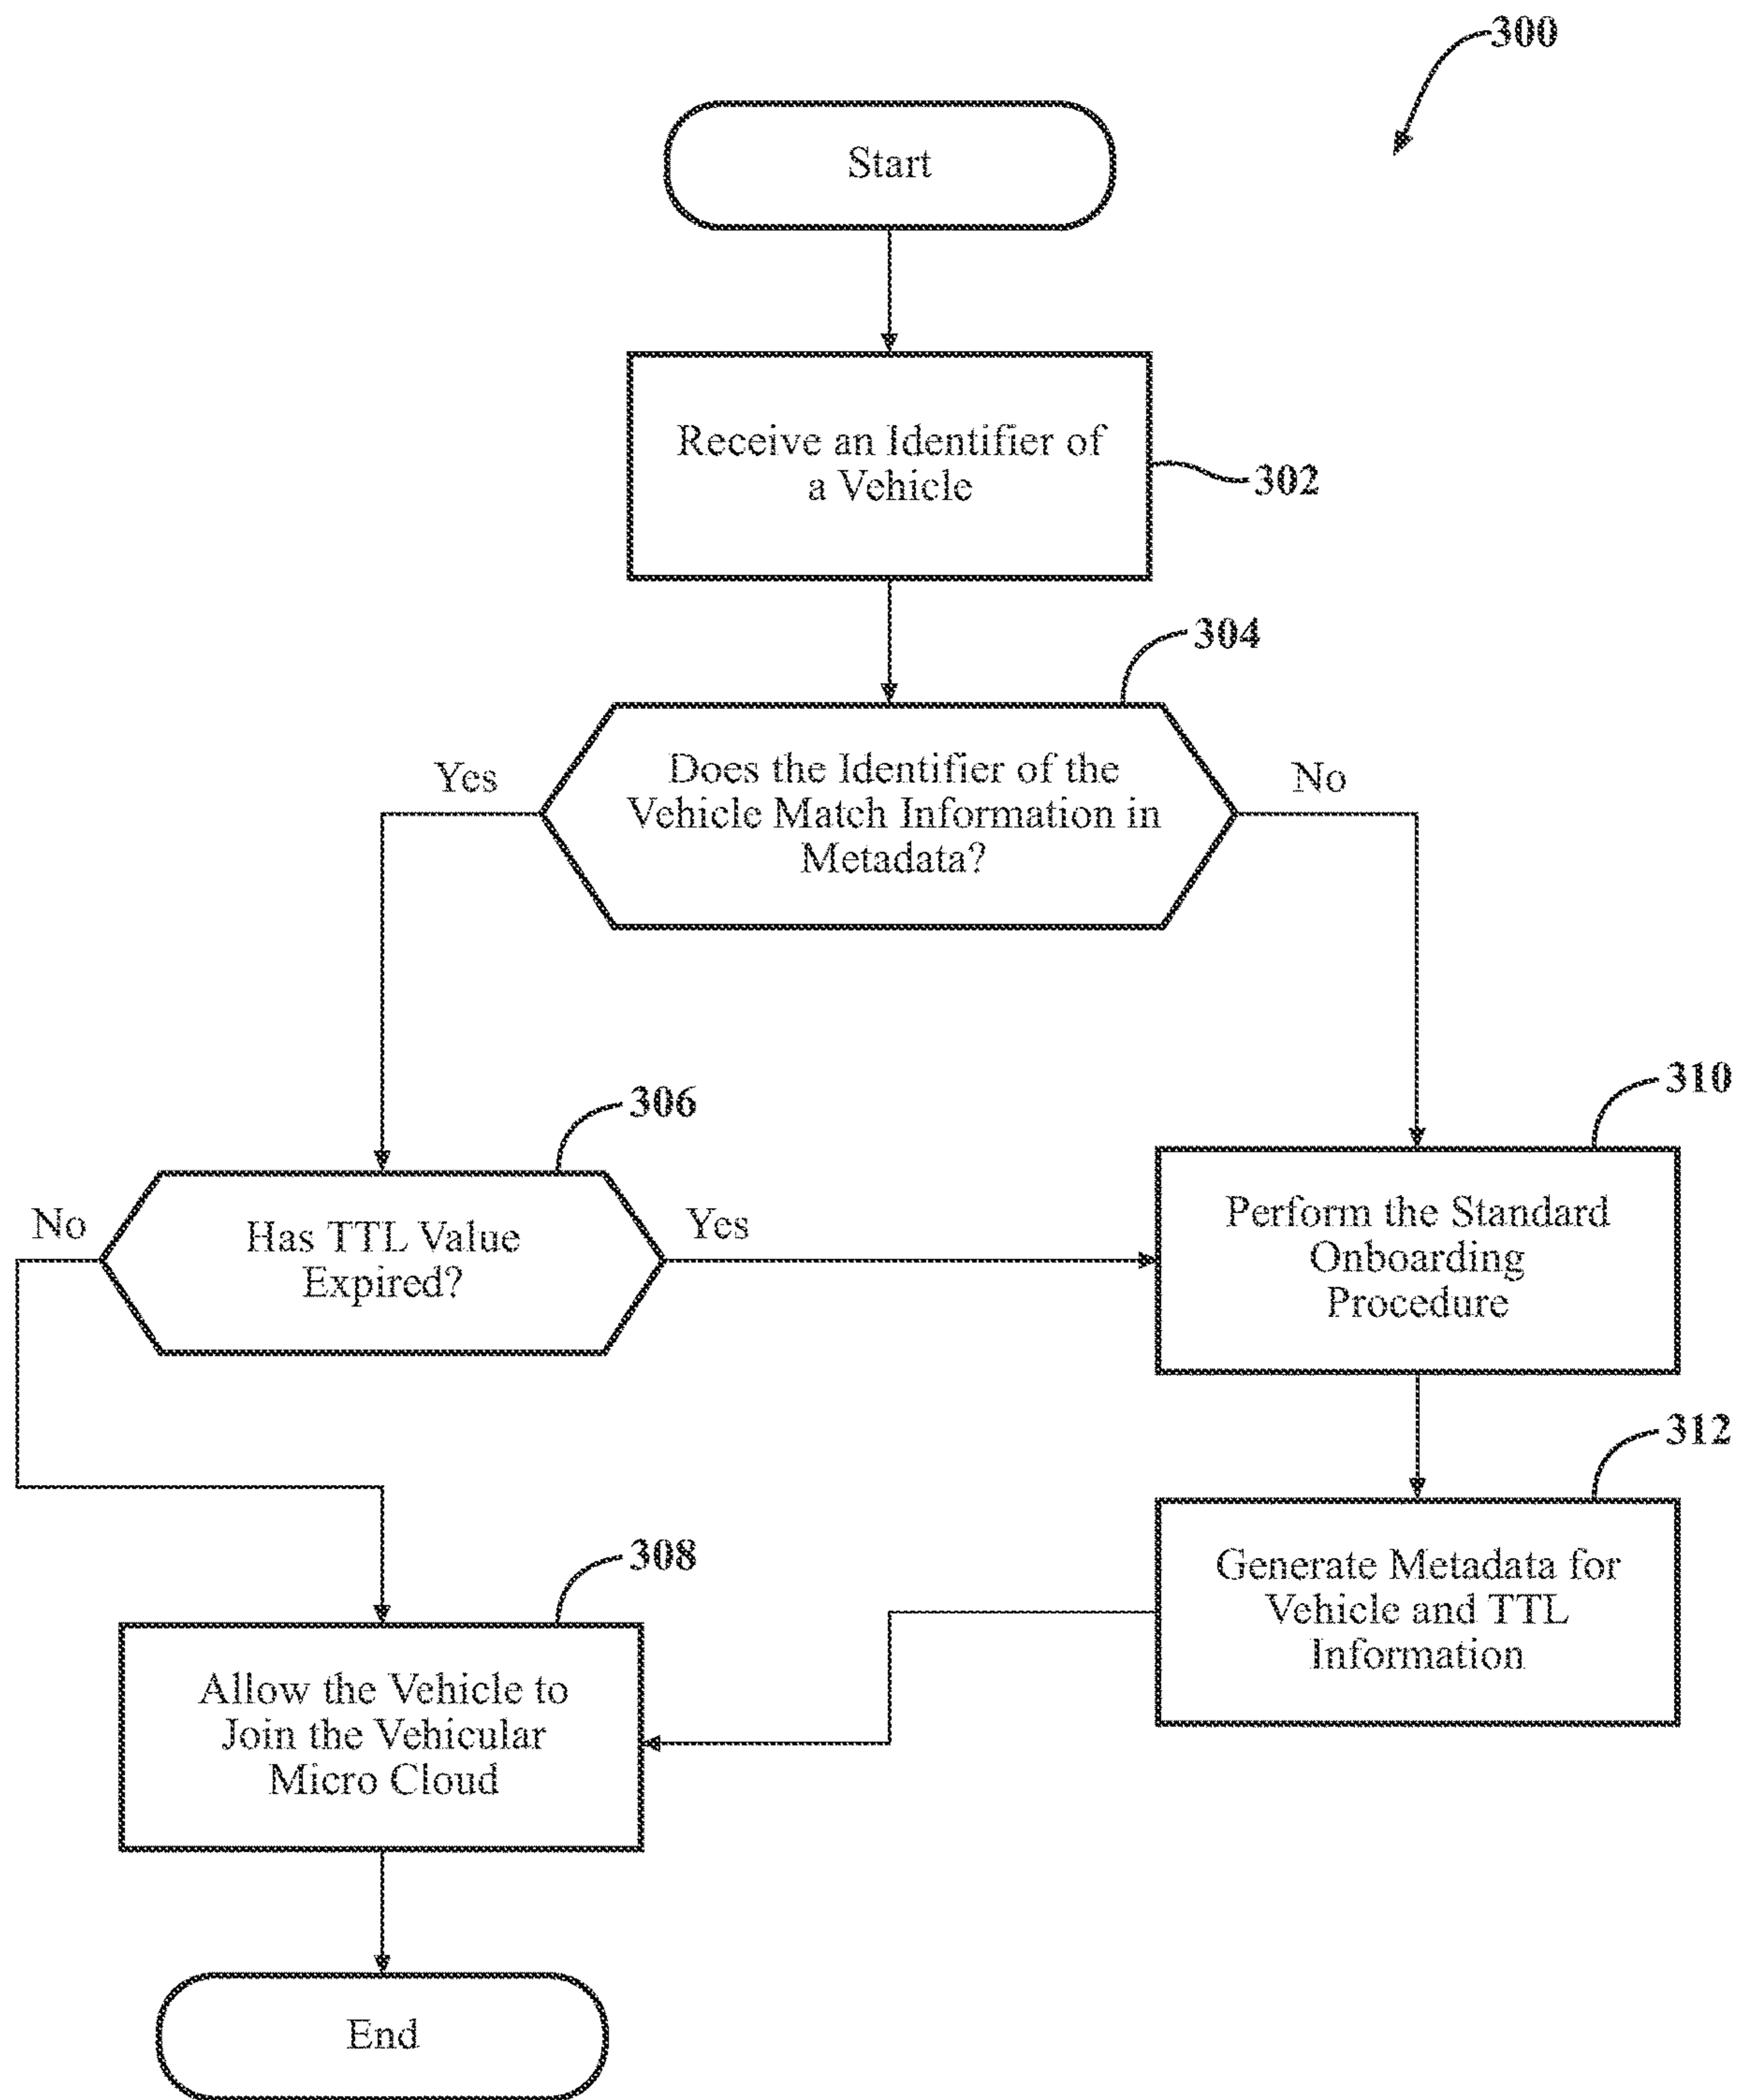 300
Start
Receive an Identifier of
a Vehicle
302
304
Yes
Does the Identifier of the
Vehicle Match Information in
Metadata?
No
306
310
No
Has TTL Value
Expired?
Yes
Perform the Standard
Onboarding
Procedure
312
308
Generate Metadata for
Vehicle and TTL
Information
Allow the Vehicle to
Join the Vehicular
Micro Cloud
End